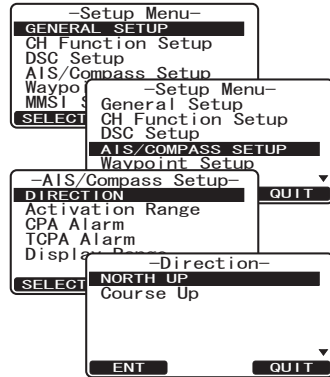 -Setup Menu-
GENERAL SETUP
CH Function Setup
DSC Setup
AIS/Compass Setup
MMSI
SELECT
-Setup Menu-
General Setup
CH Function Setup
DSC Setup
AIS/COMPASS SETUP
Waypoint Setup
QUIT
-AIS/Compass Setup-
DIRECTION
Activation Range
CPA Alarm
TCPA Alarm
Display Range
SELECT
-Direction-
NORTH UP
Course Up
ENT
QUIT